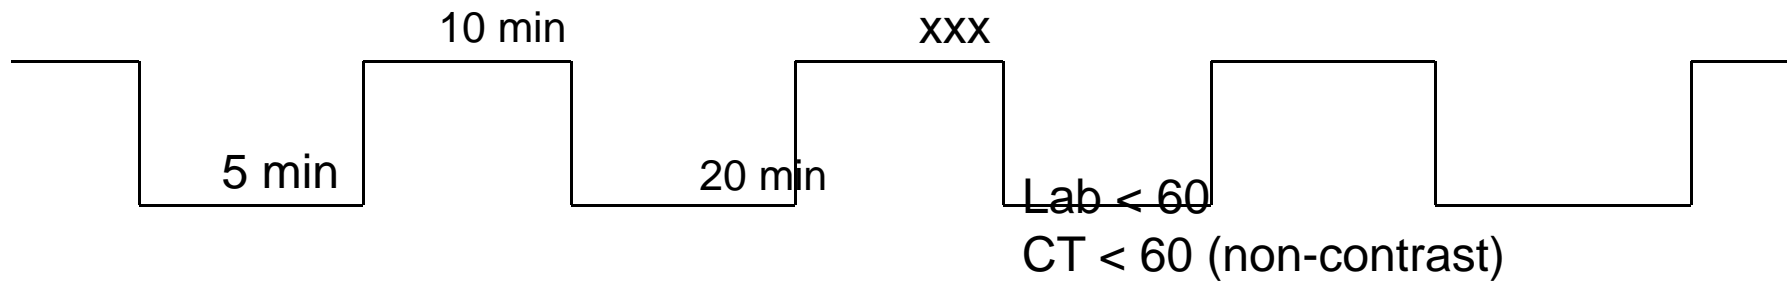 10 min
xxx
5 min
20 min
Lab < 60
CT < 60 (non-contrast)